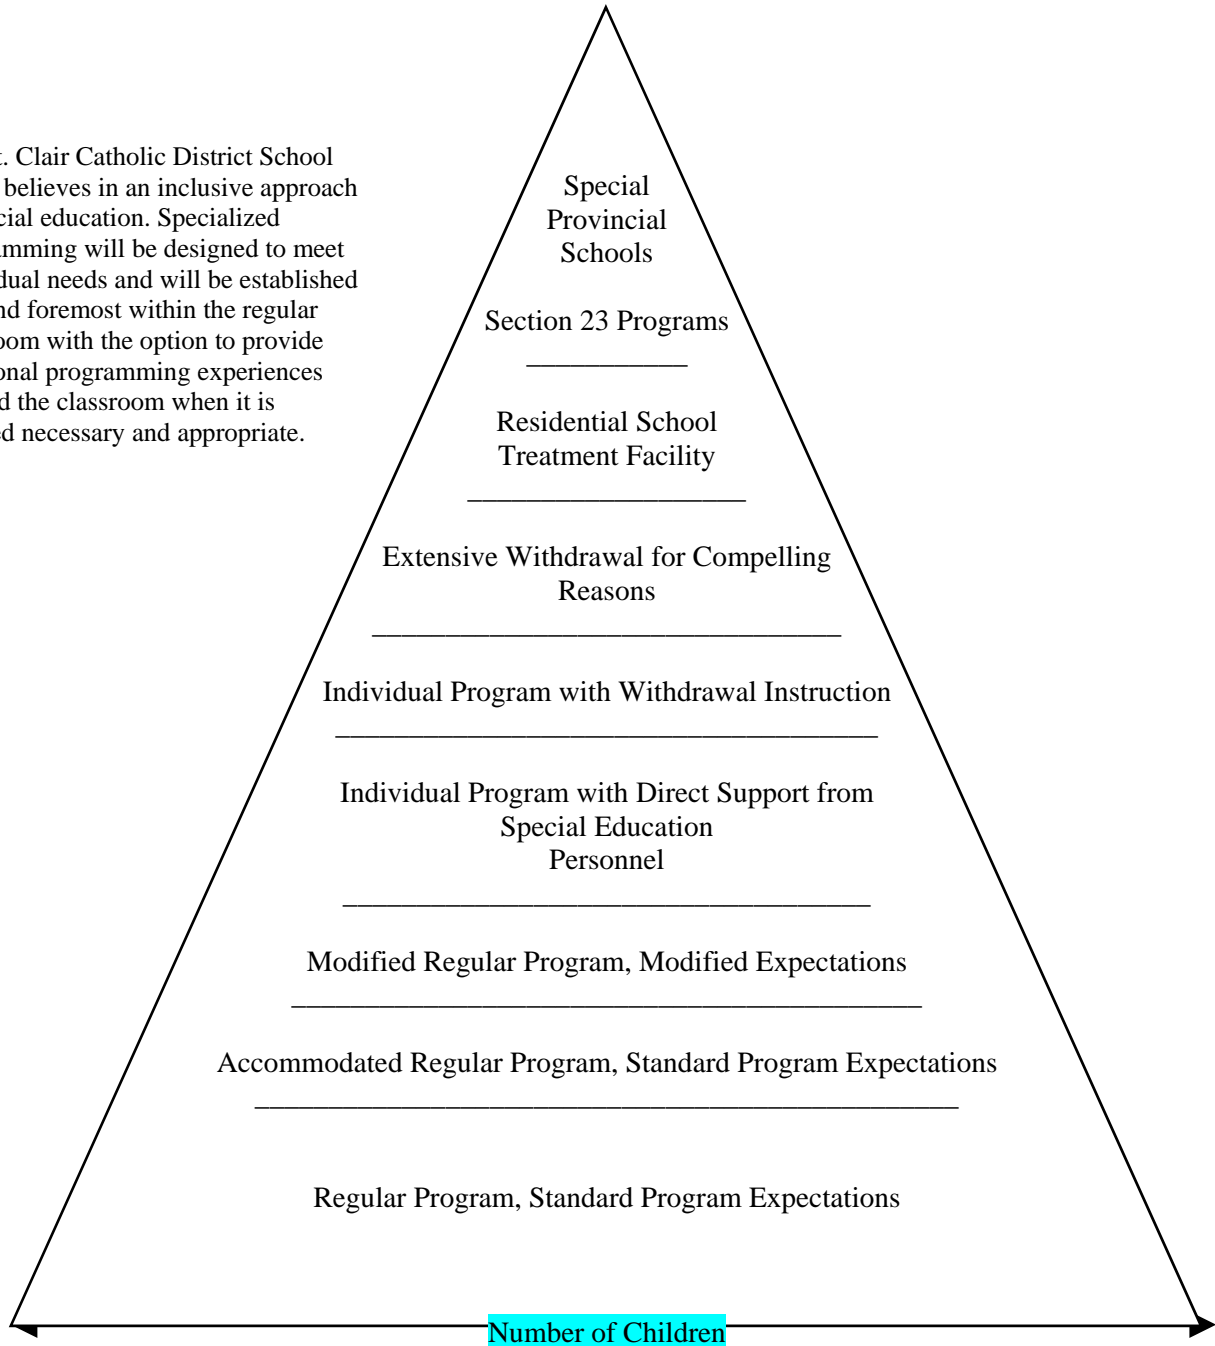 t. Clair Catholic District School
believes in an inclusive approach
cial education. Specialized
amming will be designed to meet
dual needs and will be established
nd foremost within the regular
oom with the option to provide
onal programming experiences
d the classroom when it is
ed necessary and appropriate.
Special
Provincial
Schools
Section 23 Programs
Residential School
Treatment Facility
Extensive Withdrawal for Compelling
Reasons
Individual Program with Withdrawal Instruction
Individual Program with Direct Support from
Special Education
Personnel
Modified Regular Program, Modified Expectations
Accommodated Regular Program, Standard Program Expectations
Regular Program, Standard Program Expectations
Number of Children